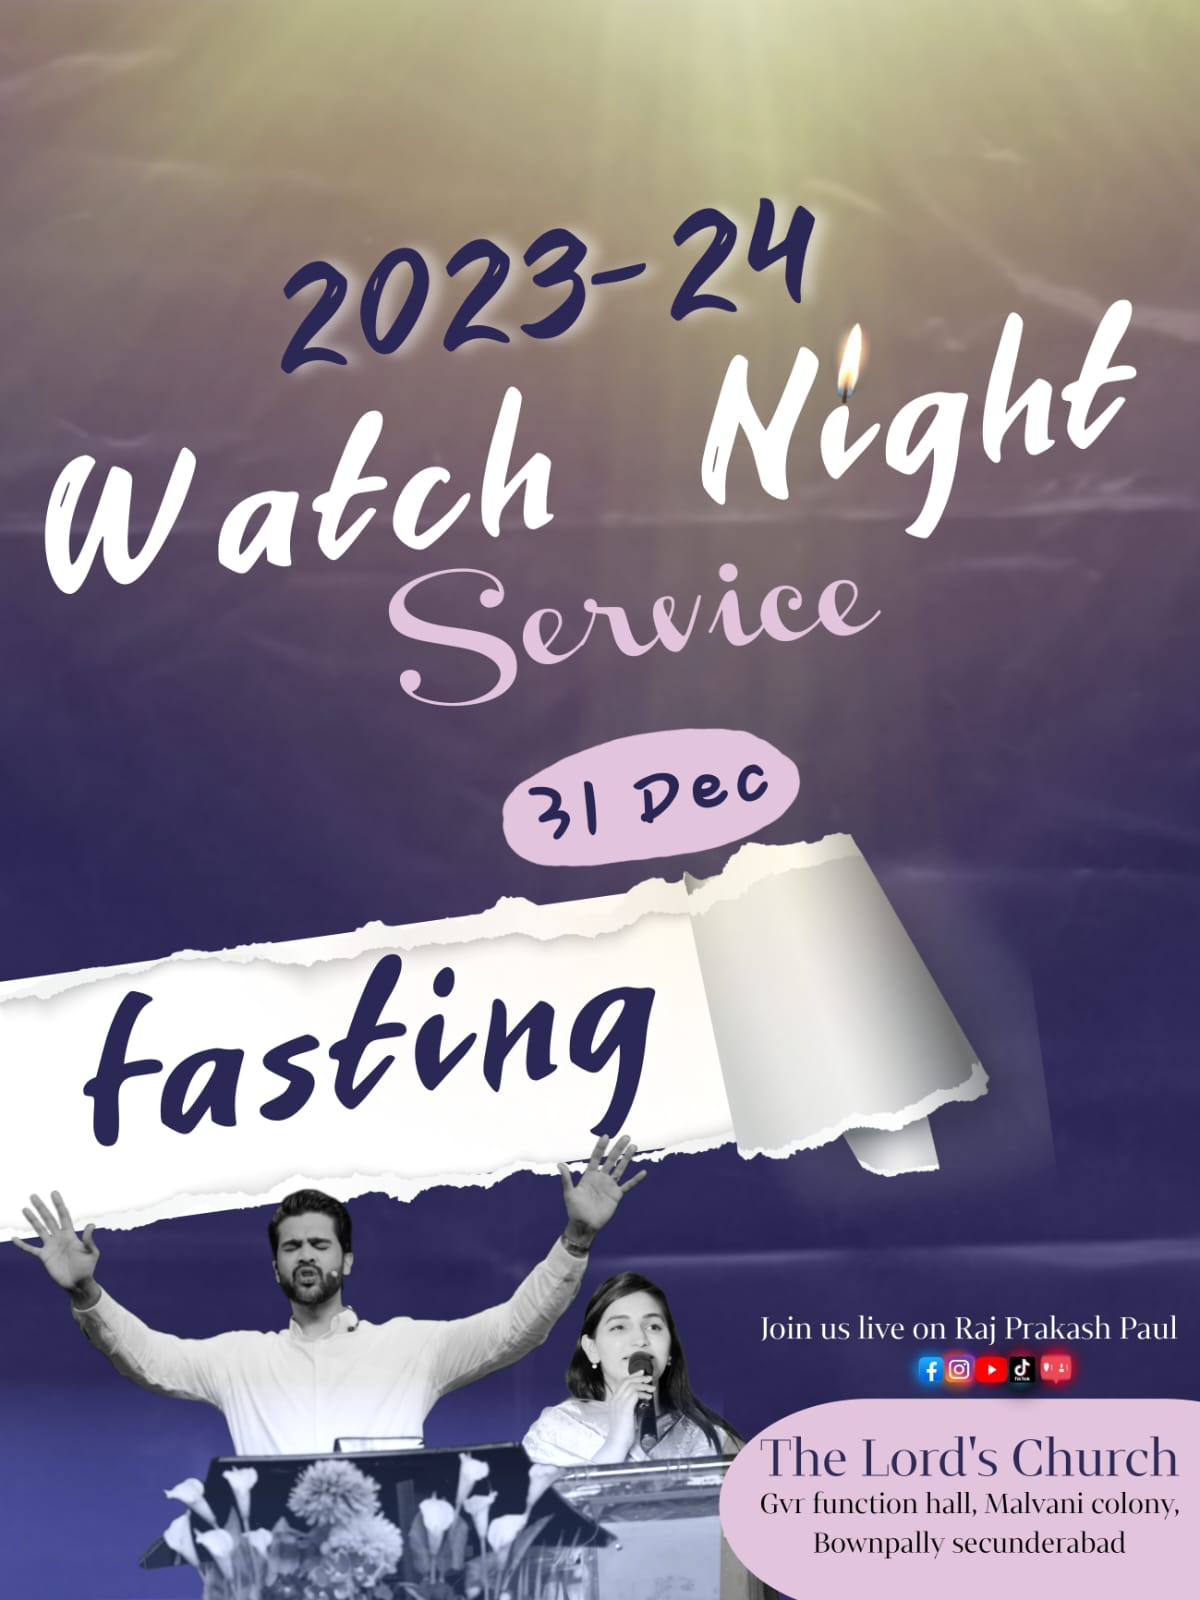 2023-24
Watch Night
Service
31 Dec
fasting
Join us live on Raj Prakash Paul
TikTok
The Lord's Church
Gvr function hall, Malvani colony,
Bownpally secunderabad